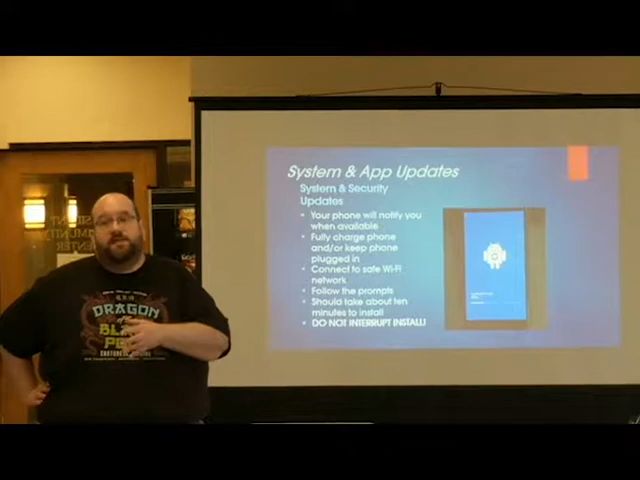 System & App Updates
System & Security
Updates
• Your phone will notify you
when available
• Fully charge phone
and/or keep phone
plugged in
• Connect to safe Wi-Fi
network
• Follow the prompts
• Should take about ten
minutes to install
• DO NOT INTERRUPT INSTALL!
DRAGON